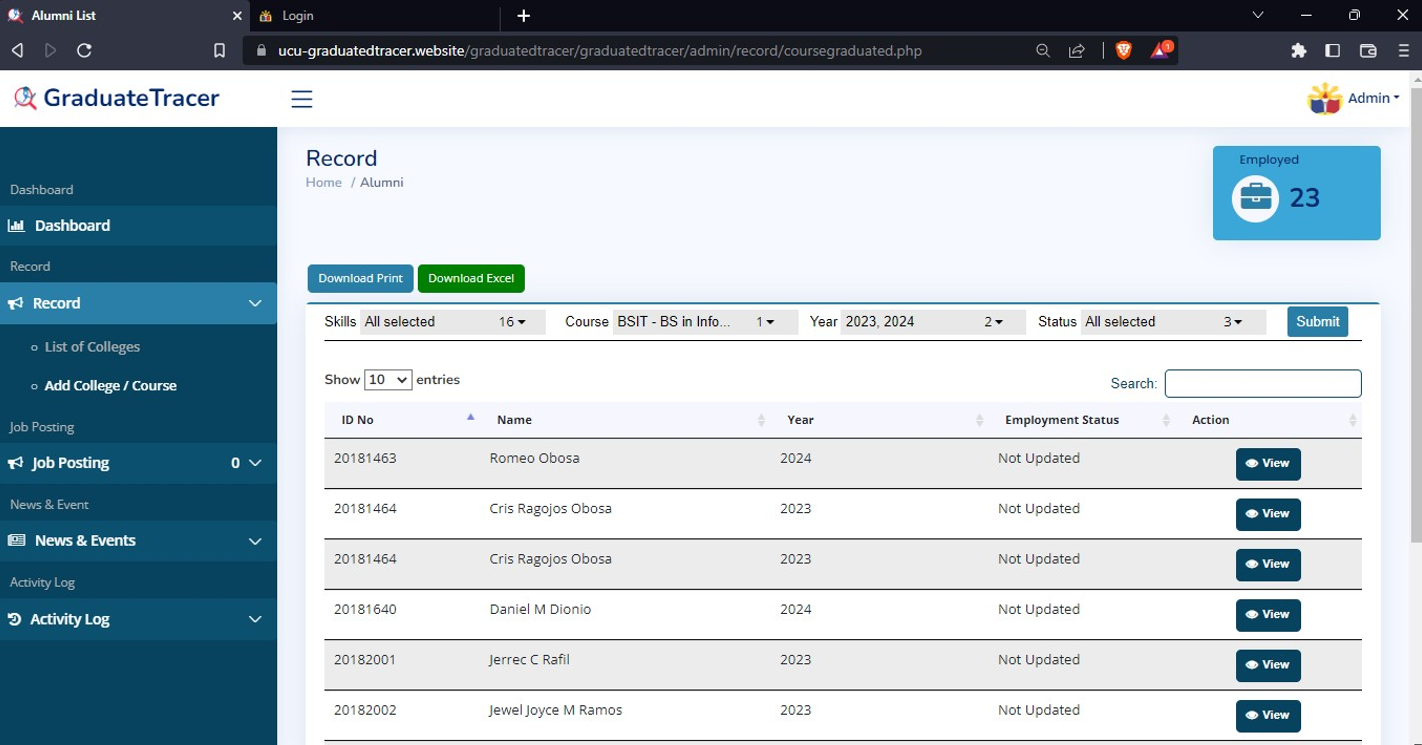 Alumni List
Login
ucu-graduatedtracer.website/graduatedtracer/graduatedtracer/admin/record/coursegraduated.php
1
GraduateTracer
Admin
Dashboard
Dashboard
Record
Record
List of Colleges
Add College / Course
Job Posting
Job Posting 0
News & Event
News & Events
Activity Log
Activity Log
Record
Home / Alumni
Employed
23
Download Print Download Excel
Skills All selected 16 Course BSIT - BS in Info... 1 Year 2023, 2024 2 Status All selected 3 Submit
Show 10 entries
Search:
ID No Name Year Employment Status Action
20181463 Romeo Obosa 2024 Not Updated View
20181464 Cris Ragojos Obosa 2023 Not Updated View
20181464 Cris Ragojos Obosa 2023 Not Updated View
20181640 Daniel M Dionio 2024 Not Updated View
20182001 Jerrec C Rafil 2023 Not Updated View
20182002 Jewel Joyce M Ramos 2023 Not Updated View